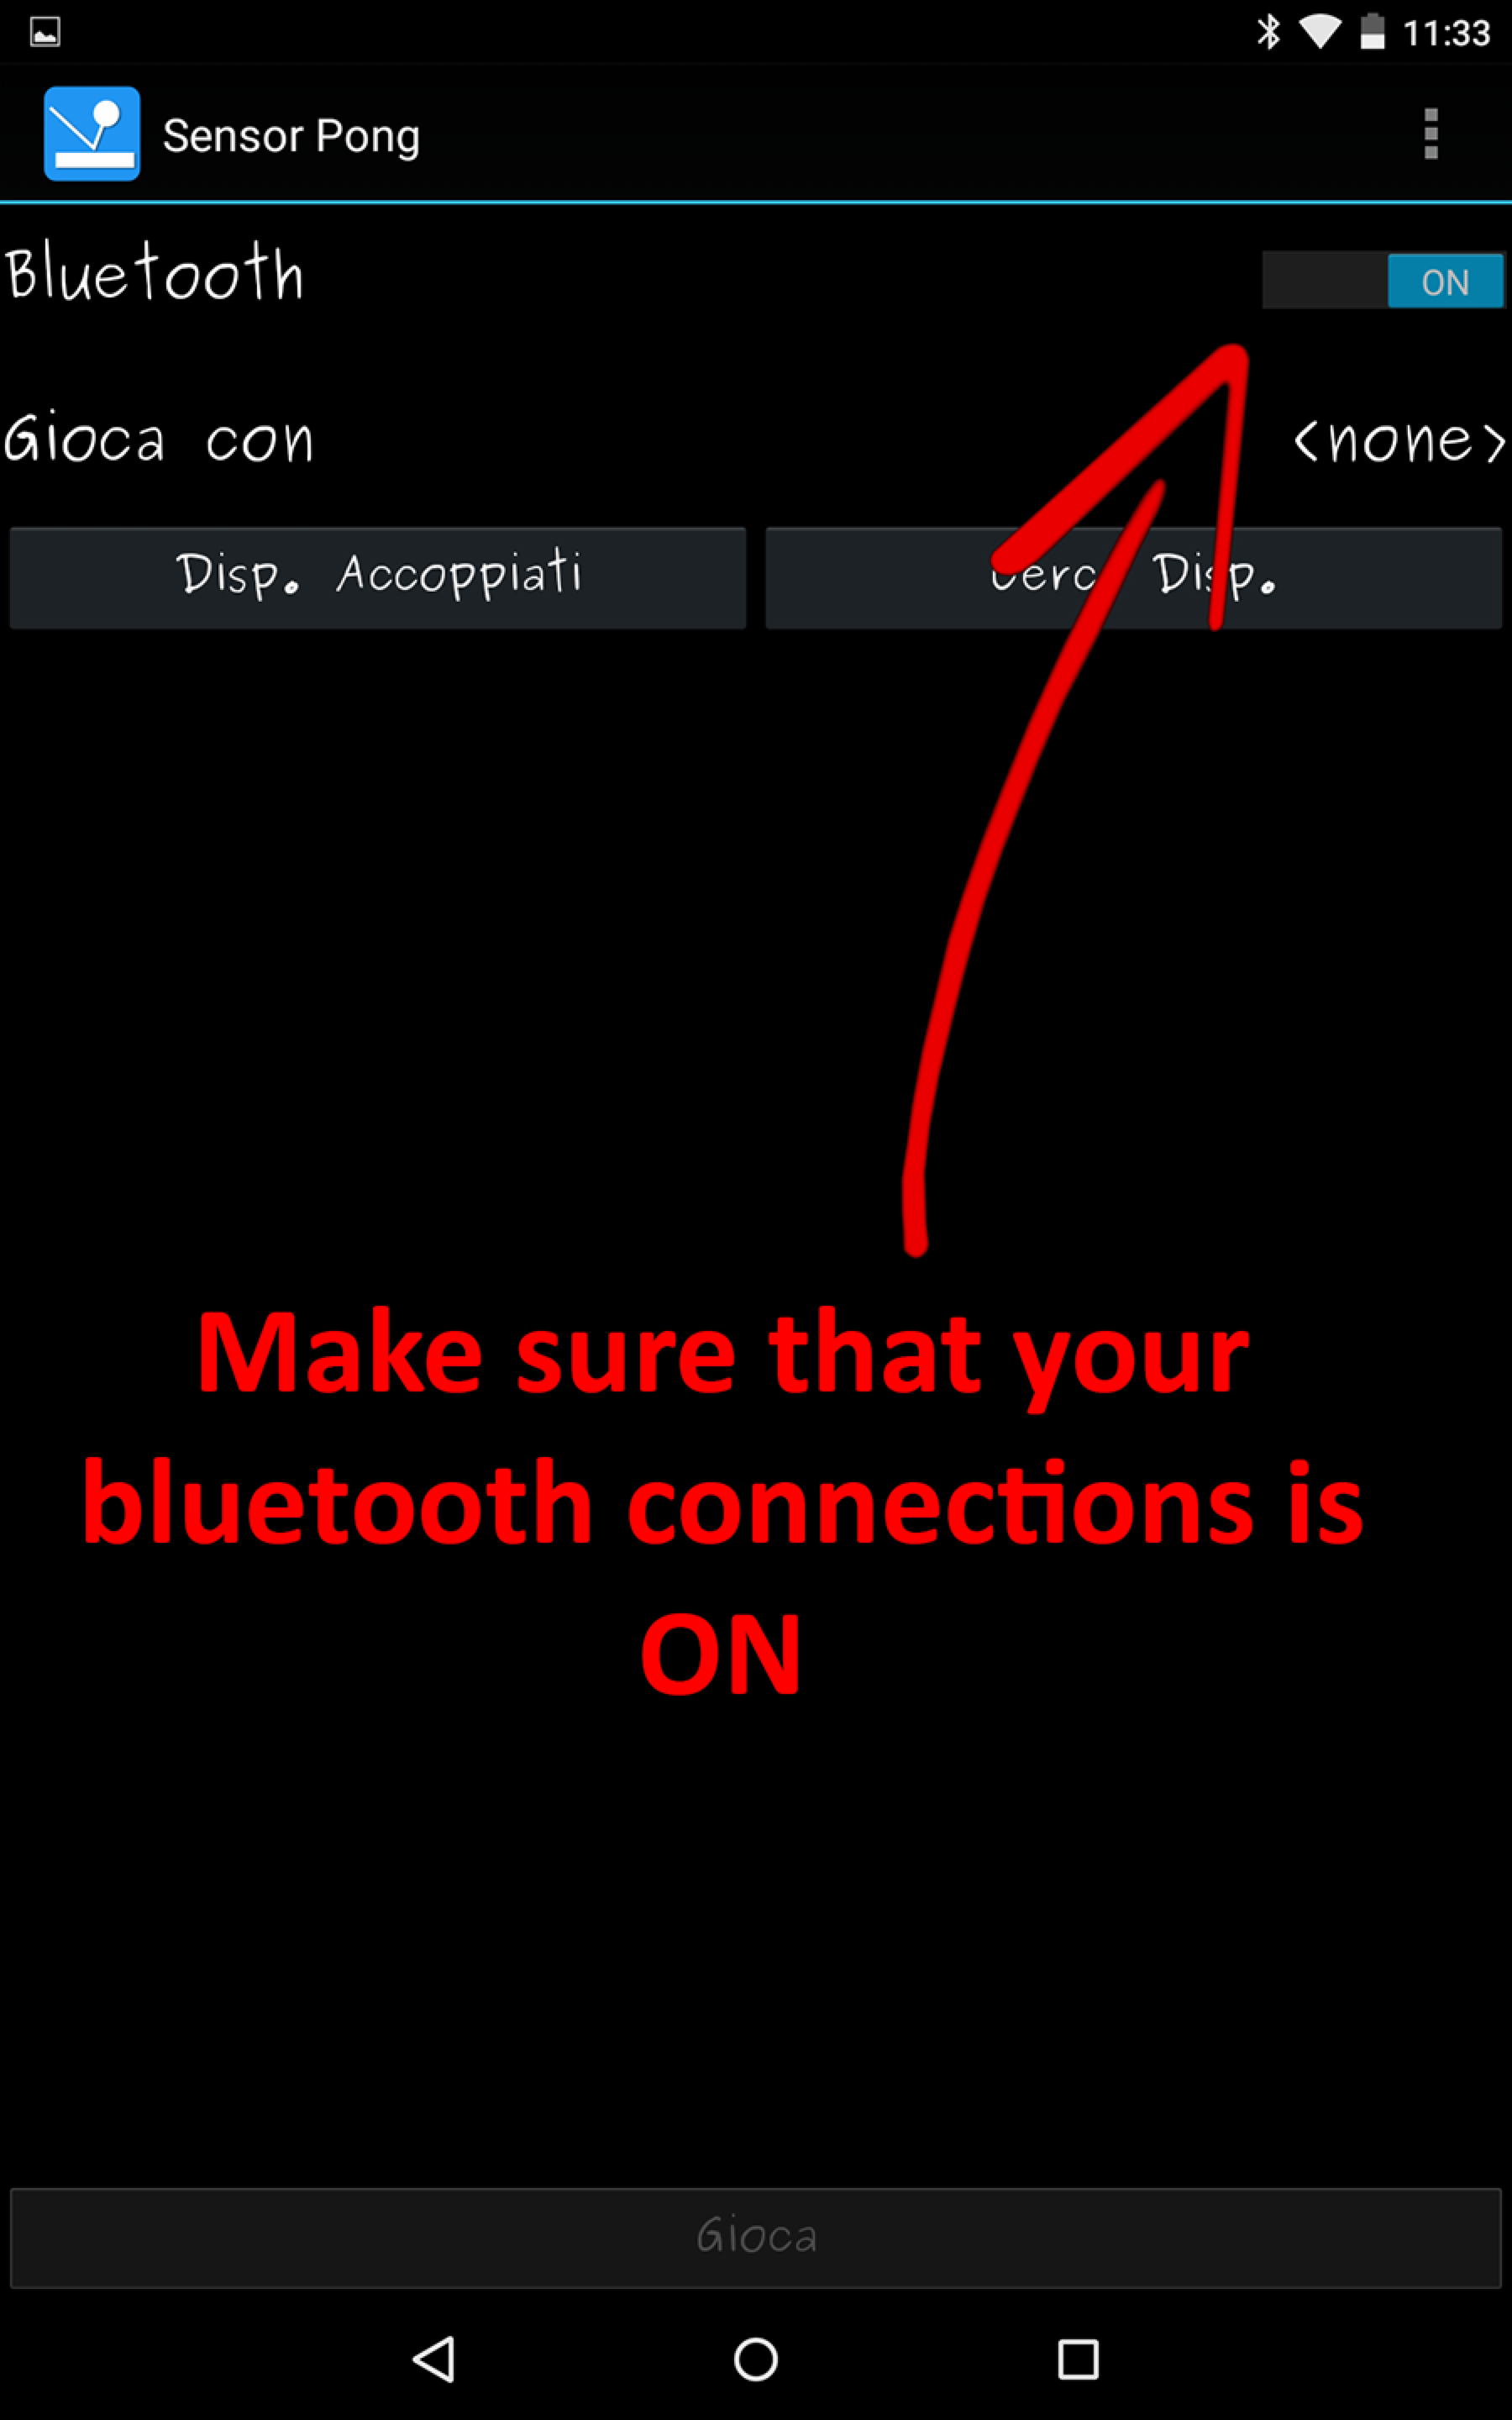 11:33
Sensor Pong
Bluetooth
ON
Gioca con
<none>
Disp. Accoppiati
Disp.
Make sure that your
bluetooth connections is
ON
Gioca